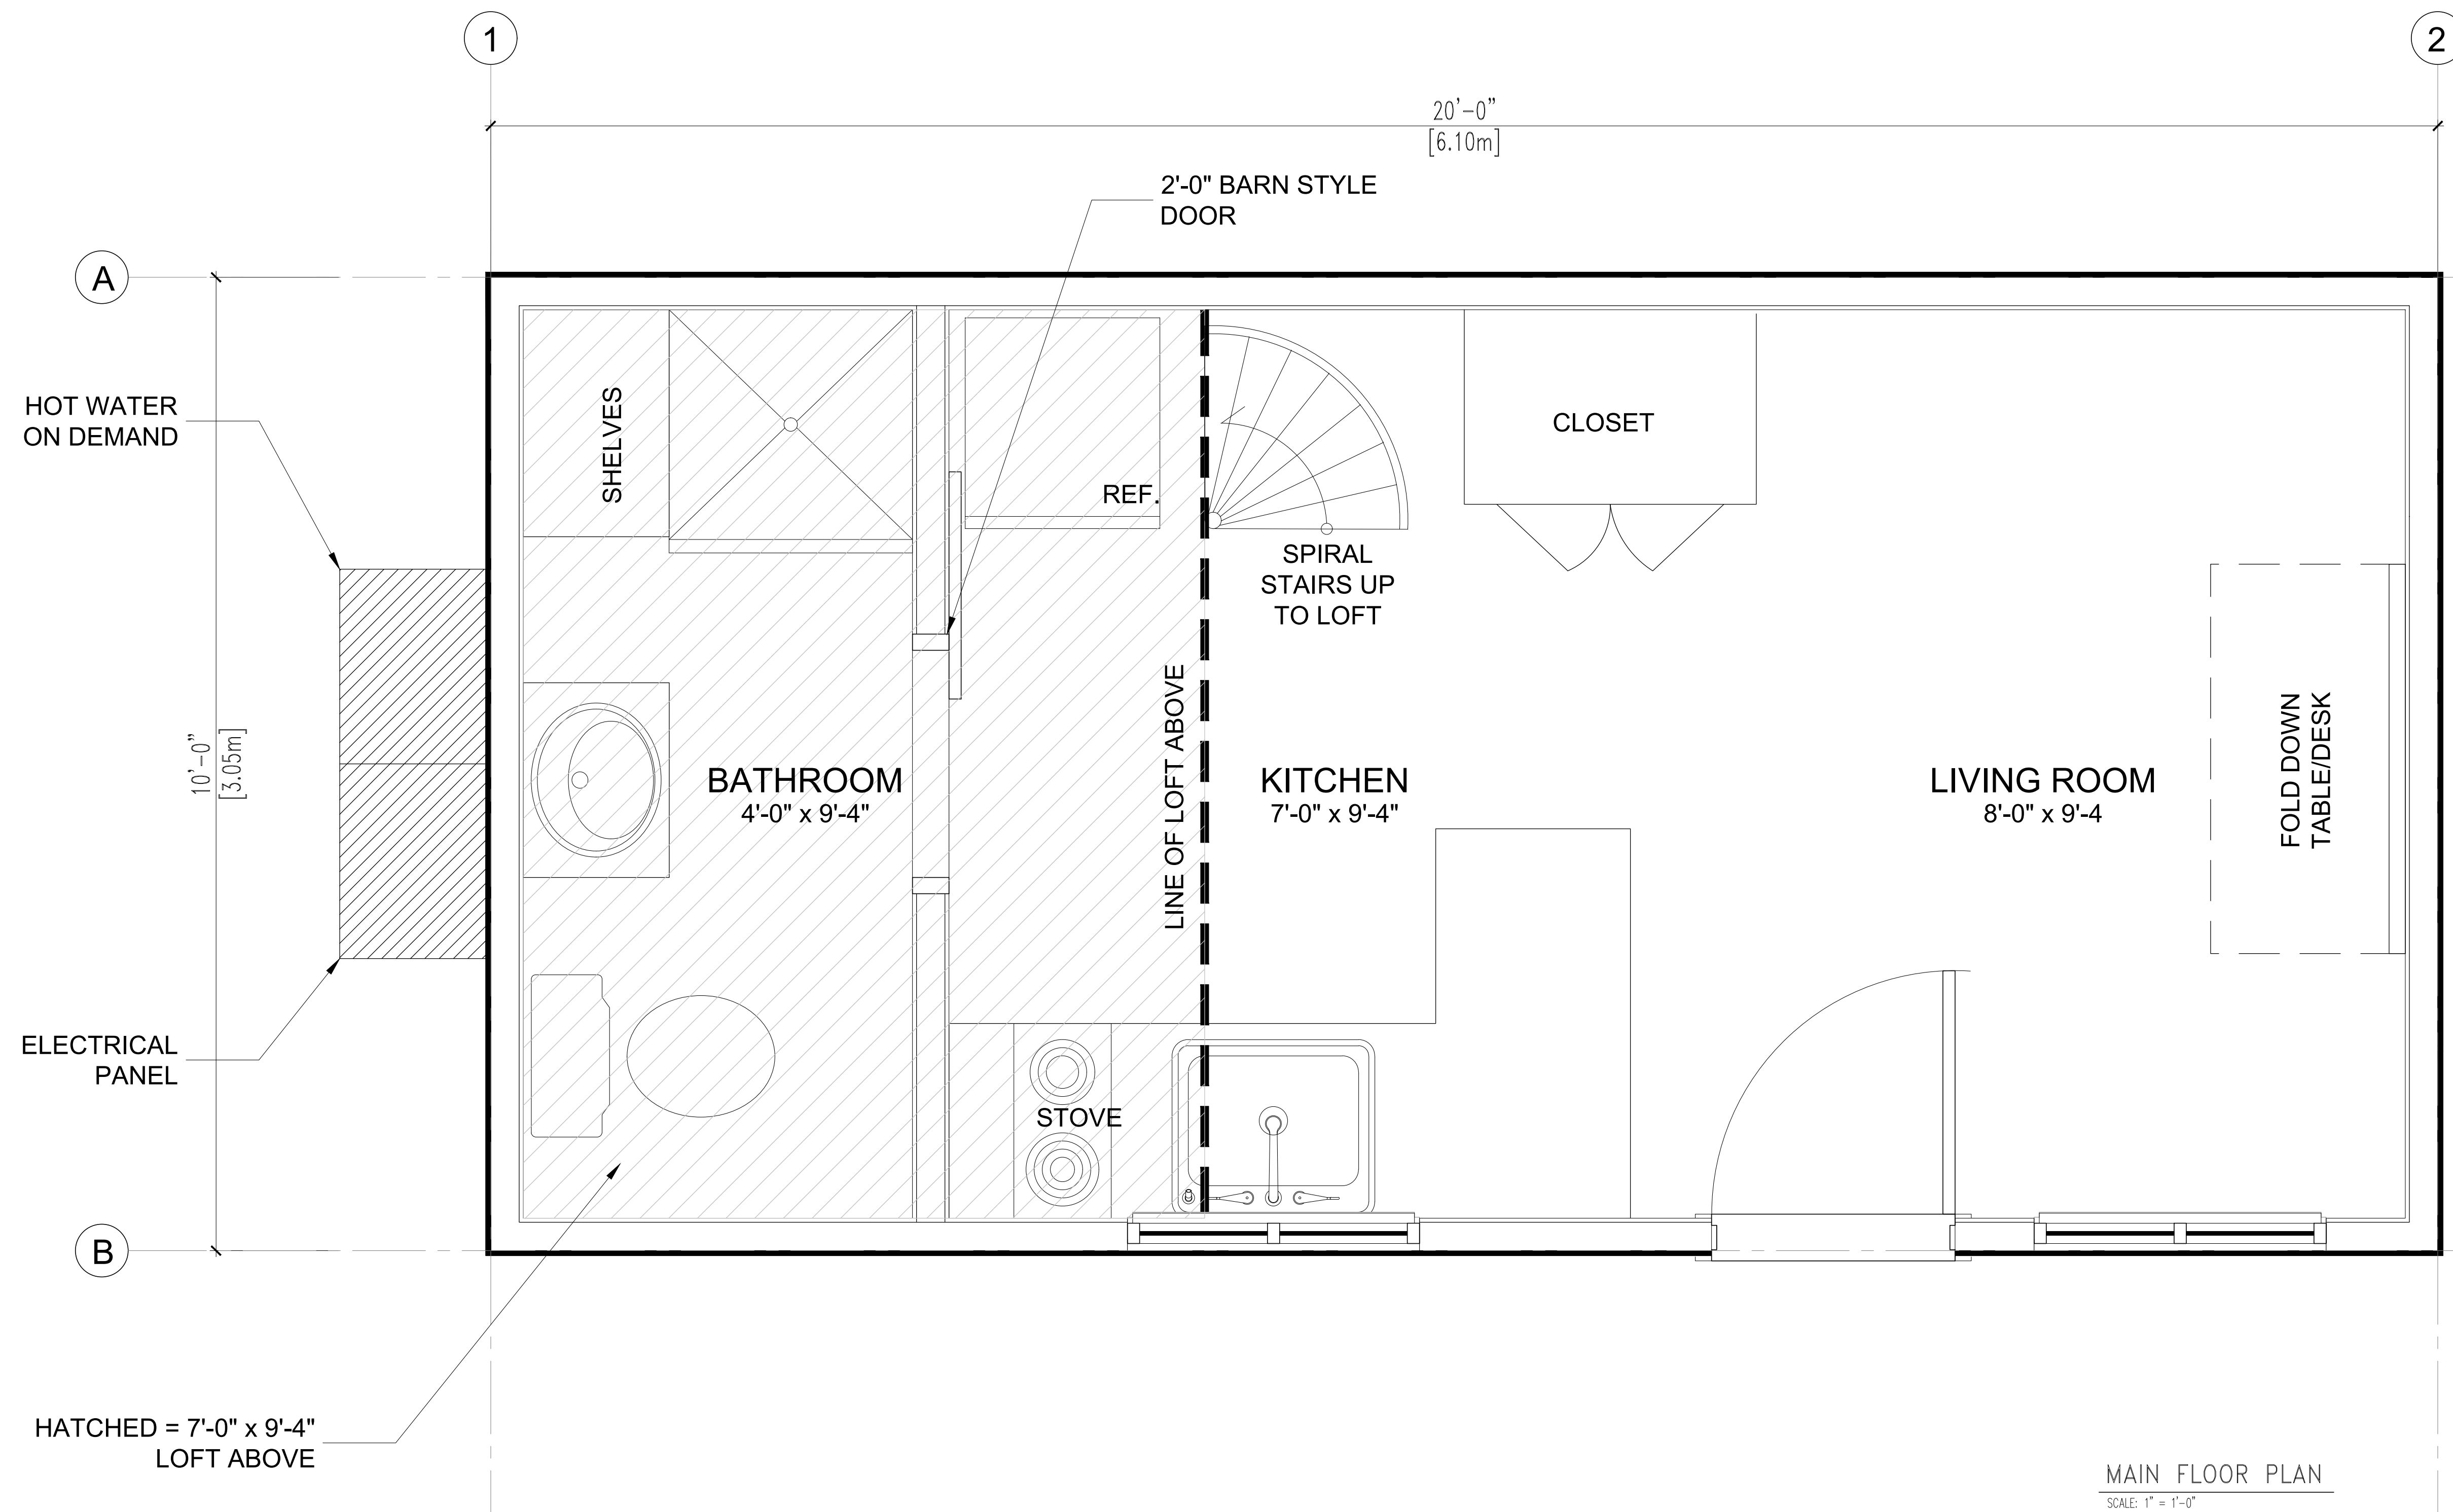 1
2
20'-0"
[6.10m]
2'-0" BARN STYLE
DOOR
A
HOT WATER
ON DEMAND
SHELVES
REF.
CLOSET
SPIRAL
STAIRS UP
TO LOFT
LINE OF LOFT ABOVE
10'-0"
[3.05m]
BATHROOM
4'-0" x 9'-4"
KITCHEN
7'-0" x 9'-4"
LIVING ROOM
8'-0" x 9'-4
FOLD DOWN
TABLE/DESK
ELECTRICAL
PANEL
STOVE
B
HATCHED = 7'-0" x 9'-4"
LOFT ABOVE
MAIN FLOOR PLAN
SCALE: 1" = 1'-0"